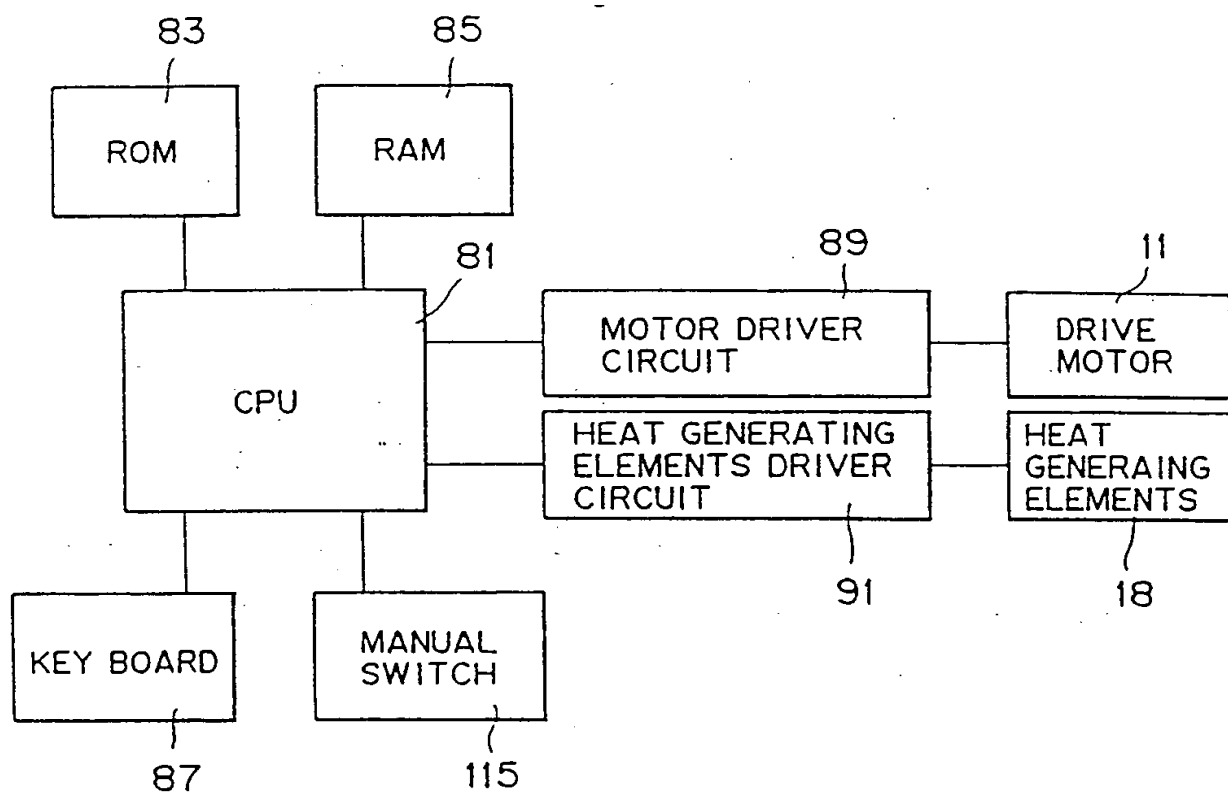 83
85
ROM
RAM
81
89
11
CPU
MOTOR DRIVER
CIRCUIT
DRIVE
MOTOR
HEAT GENERATING
ELEMENTS DRIVER
CIRCUIT
HEAT
GENERAING
ELEMENTS
91
18
KEY BOARD
MANUAL
SWITCH
87
115